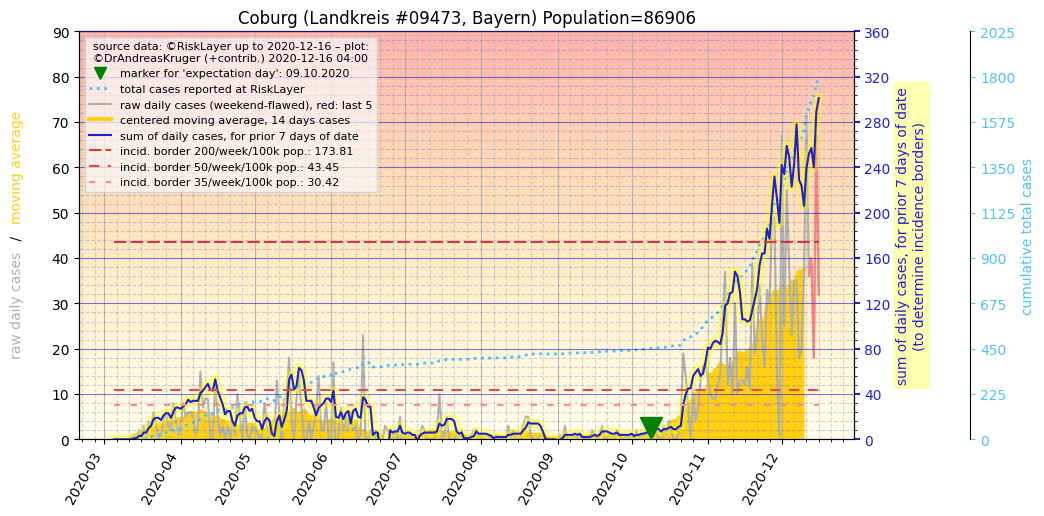 Coburg (Landkreis #09473, Bayern) Population=86906
source data: ©RiskLayer up to 2020-12-16 – plot:
©DrAndreasKruger (+contrib.) 2020-12-16 04:00
marker for 'expectation day': 09.10.2020
total cases reported at RiskLayer
raw daily cases (weekend-flawed), red: last 5
centered moving average, 14 days cases
sum of daily cases, for prior 7 days of date
incid. border 200/week/100k pop.: 173.81
incid. border 50/week/100k pop.: 43.45
incid. border 35/week/100k pop.: 30.42
raw daily cases / moving average
90
80
70
60
50
40
30
20
10
0
2020-03
2020-04
2020-05
2020-06
2020-07
2020-08
2020-09
2020-10
2020-11
2020-12
360
320
280
240
200
160
120
80
40
0
sum of daily cases, for prior 7 days of date
(to determine incidence borders)
2025
1800
1575
1350
1125
900
675
450
225
0
cumulative total cases